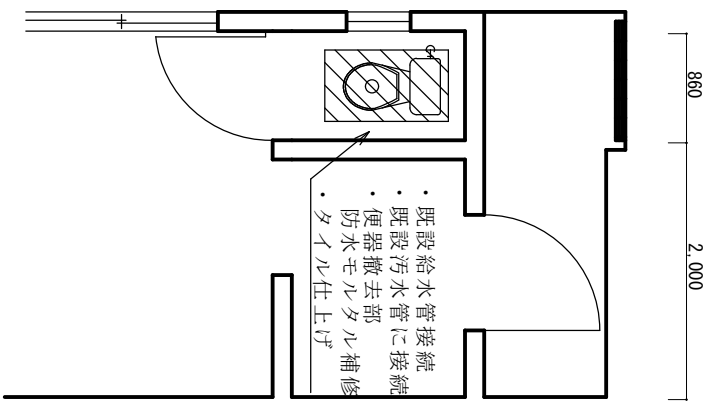 ・既設給水管接続
・既設汚水管に接続
・便器撤去部
防水モルタル補修
・タイル仕上げ
860
2,000